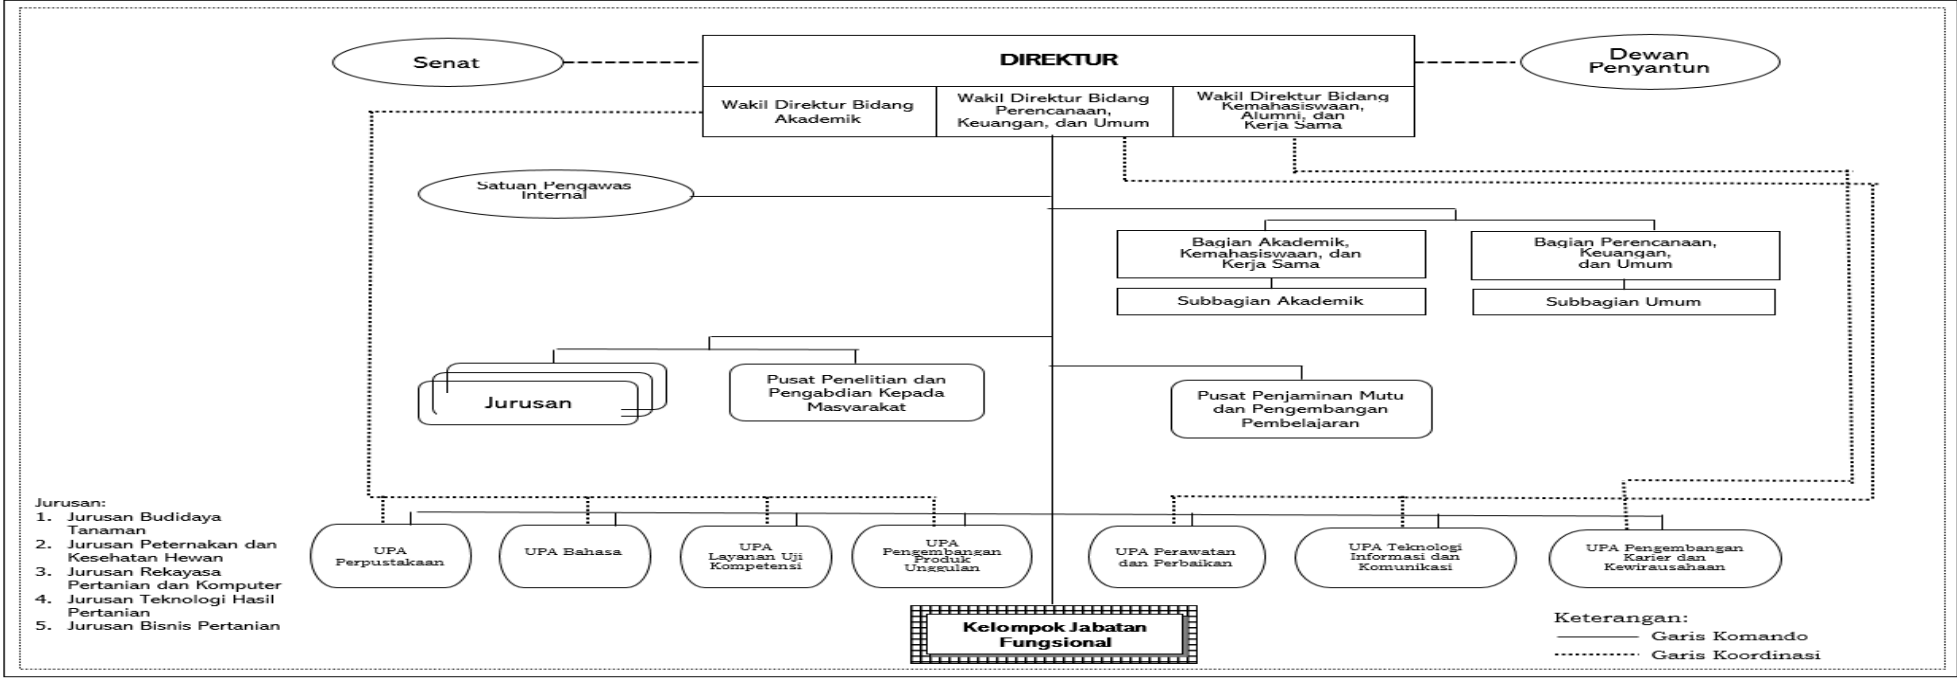 Senat
DIREKTUR
Dewan
Penyantun
Wakil Direktur Bidang
Akademik
Wakil Direktur Bidang
Perencanaan,
Keuangan, dan Umum
Wakil Direktur Bidang
Kemahasiswaan,
Alumni, dan
Kerja Sama
Satuan Pengawas
Internal
Bagian Akademik,
Kemahasiswaan, dan
Kerja Sama
Bagian Perencanaan,
Keuangan,
dan Umum
Subbagian Akademik
Subbagian Umum
Jurusan
Pusat Penelitian dan
Pengabdian Kepada
Masyarakat
Pusat Penjaminan Mutu
dan Pengembangan
Pembelajaran
Jurusan:
1. Jurusan Budidaya
Tanaman
2. Jurusan Peternakan dan
Kesehatan Hewan
3. Jurusan Rekayasa
Pertanian dan Komputer
4. Jurusan Teknologi Hasil
Pertanian
5. Jurusan Bisnis Pertanian
UPA
Perpustakaan
UPA Bahasa
UPA
Layanan Uji
Kompetensi
UPA
Pengembangan
Produk
Unggulan
UPA Perawatan
dan Perbaikan
UPA Teknologi
Informasi dan
Komunikasi
UPA Pengembangan
Karier dan
Kewirausahaan
Kelompok Jabatan
Fungsional
Keterangan:
Garis Komando
Garis Koordinasi